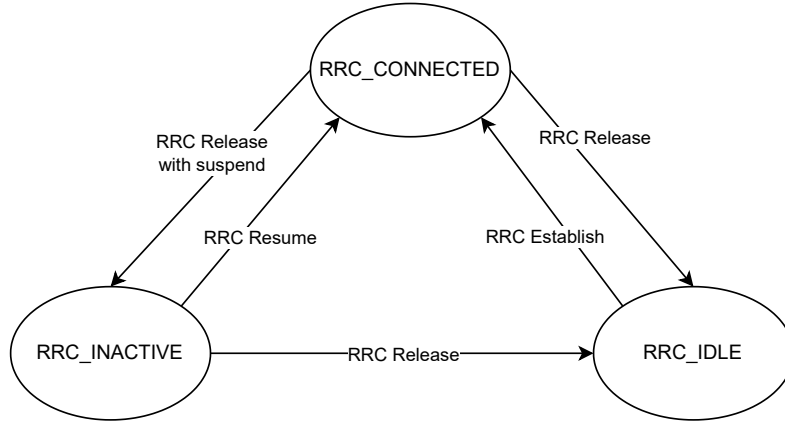 RRC_CONNECTED
RRC Release
with suspend
RRC Release
RRC Resume
RRC Establish
RRC_INACTIVE
RRC Release
RRC_IDLE